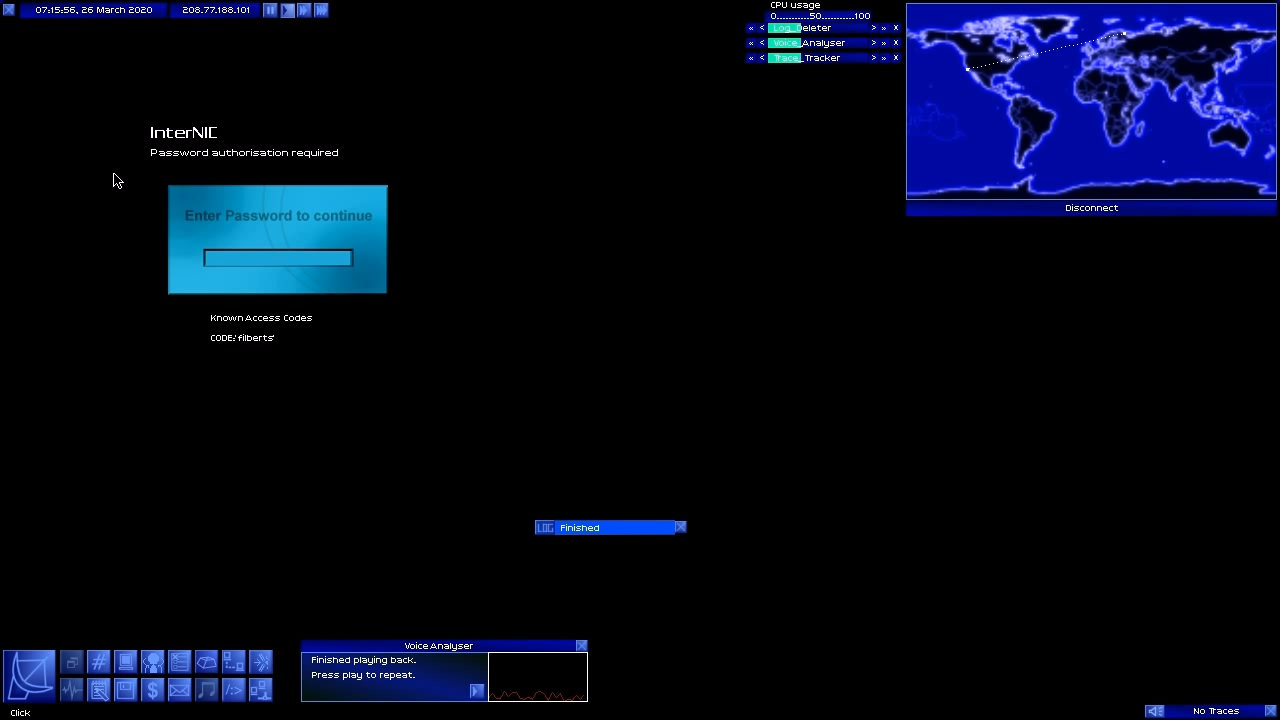 07:15:56, 26 March 2020
208.77.188.101
CPU usage
0.........50..........100
« < Log_Deleter > » x
« < Voice_Analyser > » x
« < Trace_Tracker > » x
Disconnect
InterNIC
Password authorisation required
Enter Password to continue
Known Access Codes
CODE:'filberts'
LOG Finished
Voice Analyser
Finished playing back.
Press play to repeat.
Click
No Traces